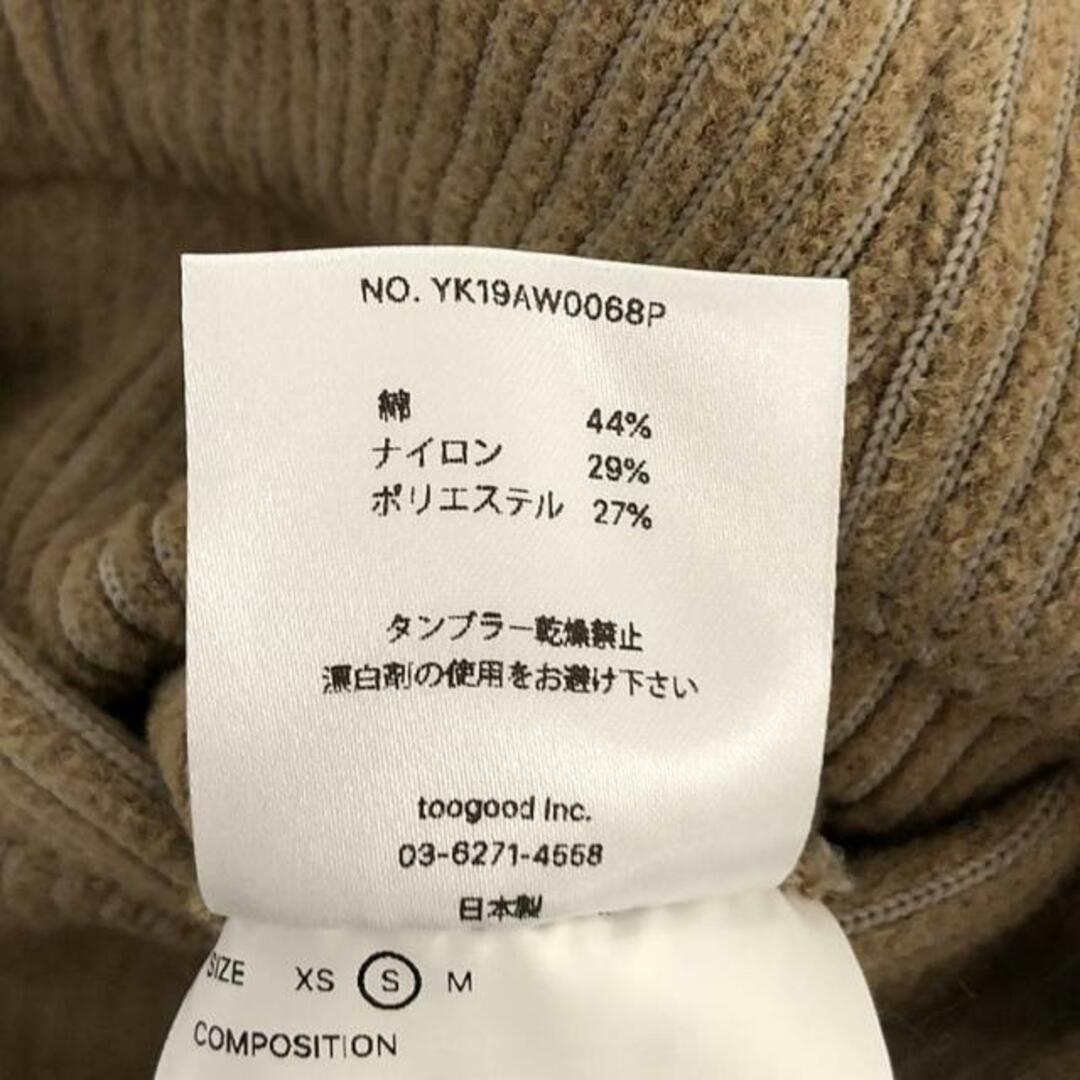 NO. YK19AW0068P
綿 44%
ナイロン 29%
ポリエステル 27%
タンブラー乾燥禁止
漂白剤の使用をお避け下さい
toogood Inc.
03-6271-4558
日本製
SIZE XS S M
COMPOSITION